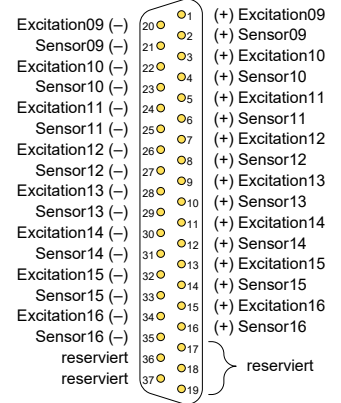 1 (+) Excitation09
Excitation09 (–) 20
2 (+) Sensor09
Sensor09 (–) 21
3 (+) Excitation10
Excitation10 (–) 22
4 (+) Sensor10
Sensor10 (–) 23
5 (+) Excitation11
Excitation11 (–) 24
6 (+) Sensor11
Sensor11 (–) 25
7 (+) Excitation12
Excitation12 (–) 26
8 (+) Sensor12
Sensor12 (–) 27
9 (+) Excitation13
Excitation13 (–) 28
10 (+) Sensor13
Sensor13 (–) 29
11 (+) Excitation14
Excitation14 (–) 30
12 (+) Sensor14
Sensor14 (–) 31
13 (+) Excitation15
Excitation15 (–) 32
14 (+) Sensor15
Sensor15 (–) 33
15 (+) Excitation16
Excitation16 (–) 34
16 (+) Sensor16
Sensor16 (–) 35
17
reserviert 36
18 reserviert
reserviert 37
19